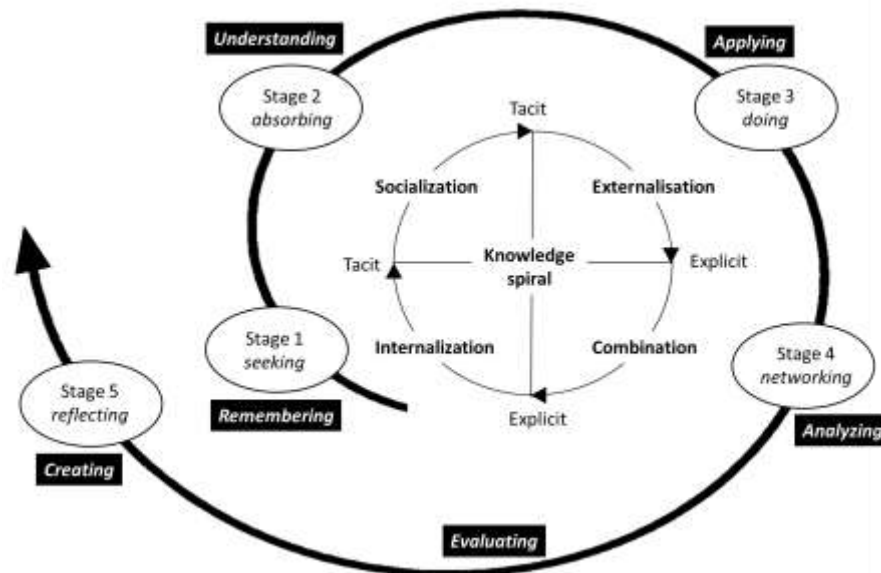 Understanding
Applying
Stage 2
absorbing
Stage 3
doing
Tacit
Socialization
Externalisation
Tacit
Knowledge
spiral
Explicit
Internalization
Combination
Explicit
Stage 1
seeking
Remembering
Stage 4
networking
Analyzing
Stage 5
reflecting
Creating
Evaluating